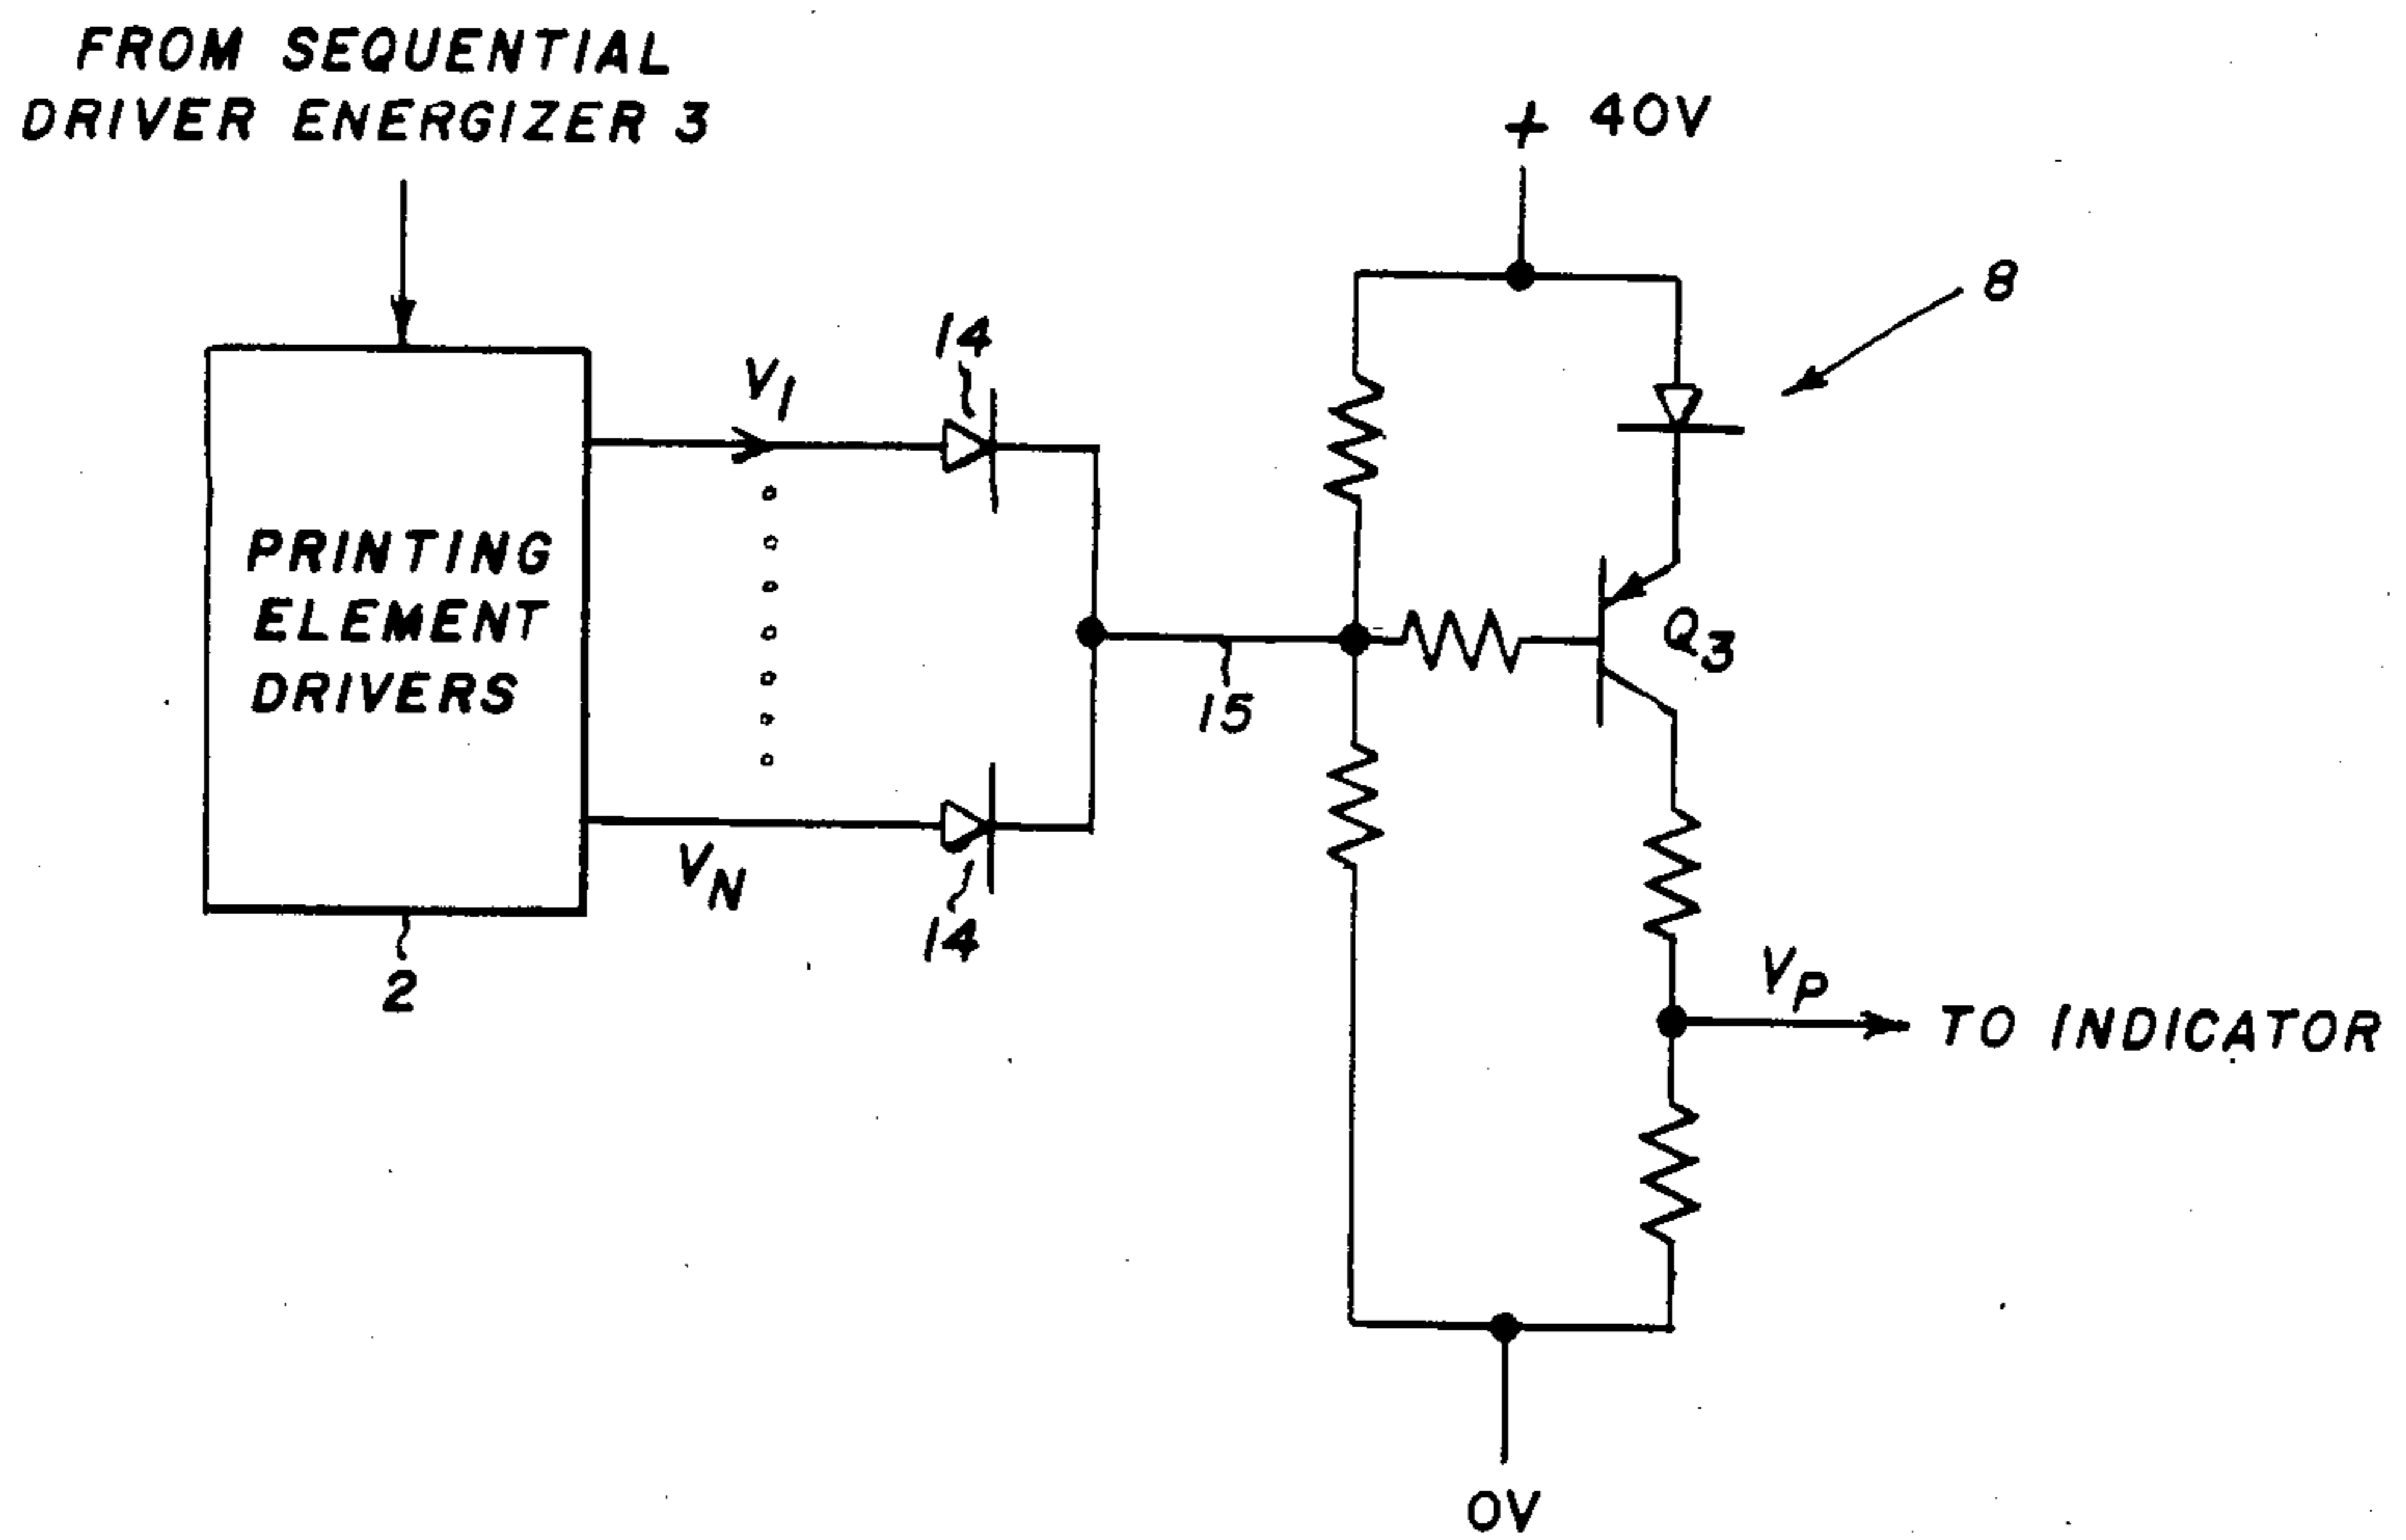 FROM SEQUENTIAL
DRIVER ENERGIZER 3
+ 40V
8
14
V1
PRINTING
ELEMENT
DRIVERS
Q3
15
VN
14
2
VP
TO INDICATOR
0V